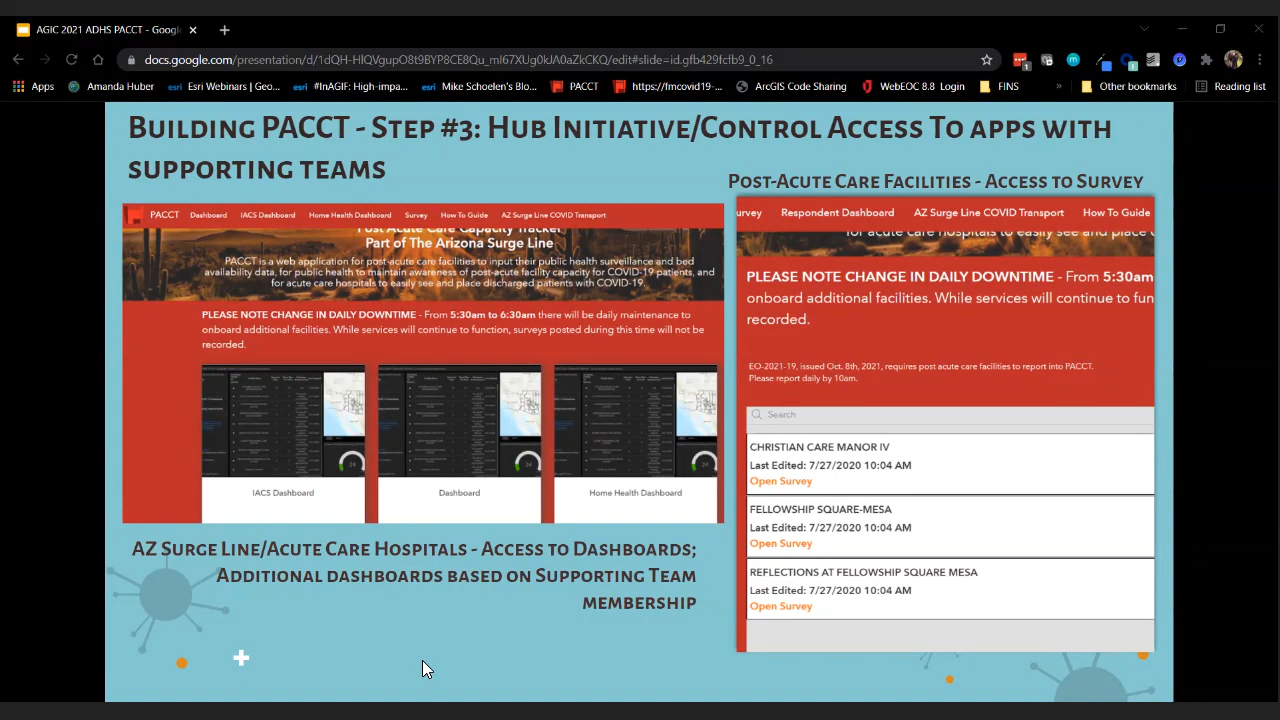 AGIC 2021 ADHS PACCT - Googl
docs.google.com/presentation/d/1dQH-HlQVgupO8t9BYP8CE8Qu_mI67XUg0kJA0aZkCKQ/edit#slide=id.gfb429fcfb9_0_16
Apps Amanda Huber esri Esri Webinars | Geo... esri #InAGIF: High-impa... esri Mike Schoelen's Blo... PACCT https://fmcovid19-... ArcGIS Code Sharing WebEOC 8.8 Login FINS » Other bookmarks Reading list
Building PACCT - Step #3: Hub Initiative/Control Access To apps with
supporting teams
PACCT Dashboard IACS Dashboard Home Health Dashboard Survey How To Guide AZ Surge Line COVID Transport
Post Acute Care Capacity Tracker
Part of The Arizona Surge Line
PACCT is a web application for post-acute care facilities to input their public health surveillance and bed
availability data, for public health to maintain awareness of post-acute facility capacity for COVID-19 patients, and
for acute care hospitals to easily see and place discharged patients with COVID-19.
PLEASE NOTE CHANGE IN DAILY DOWNTIME - From 5:30am to 6:30am there will be daily maintenance to
onboard additional facilities. While services will continue to function, surveys posted during this time will not be
recorded.
IACS Dashboard
Dashboard
Home Health Dashboard
AZ Surge Line/Acute Care Hospitals - Access to Dashboards;
Additional dashboards based on Supporting Team
membership
Post-Acute Care Facilities - Access to Survey
urvey Respondent Dashboard AZ Surge Line COVID Transport How To Guide
for acute care hospitals to easily see and place
PLEASE NOTE CHANGE IN DAILY DOWNTIME - From 5:30am
onboard additional facilities. While services will continue to fun
recorded.
EO-2021-19, issued Oct. 8th, 2021, requires post acute care facilities to report into PACCT.
Please report daily by 10am.
Search
CHRISTIAN CARE MANOR IV
Last Edited: 7/27/2020 10:04 AM
Open Survey
FELLOWSHIP SQUARE-MESA
Last Edited: 7/27/2020 10:04 AM
Open Survey
REFLECTIONS AT FELLOWSHIP SQUARE MESA
Last Edited: 7/27/2020 10:04 AM
Open Survey